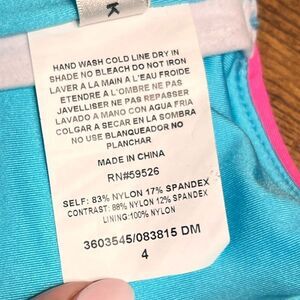 K
HAND WASH COLD LINE DRY IN
SHADE NO BLEACH DO NOT IRON
LAVER A LA MAIN A L'EAU FROIDE
ETENDRE A L'OMBRE NE PAS
JAVELLISER NE PAS REPASSER
LAVADO A MANO CON AGUA FRIA
COLGAR A SECAR EN LA SOMBRA
NO USE BLANQUEADOR NO
PLANCHAR
MADE IN CHINA
RN#59526
SELF: 83% NYLON 17% SPANDEX
CONTRAST: 88% NYLON 12% SPANDEX
LINING:100% NYLON
3603545/083815 DM
4